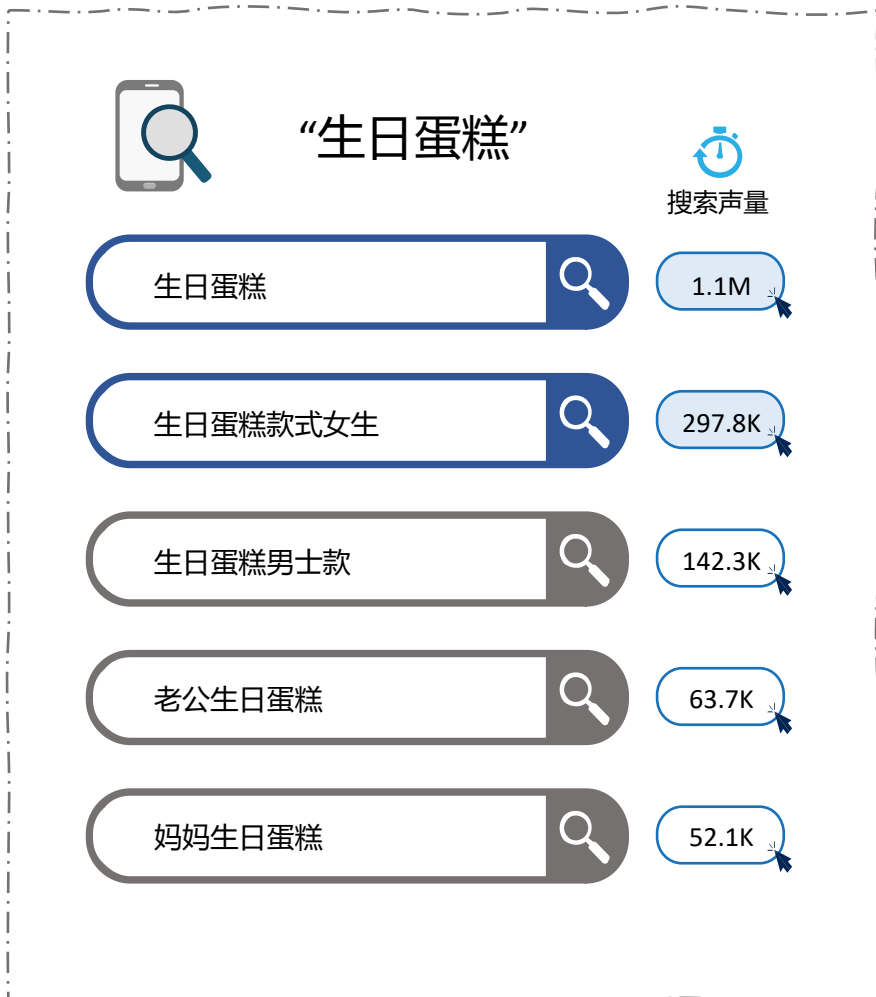 “生日蛋糕”
搜索声量
生日蛋糕
1.1M
生日蛋糕款式女生
297.8K
生日蛋糕男士款
142.3K
老公生日蛋糕
63.7K
妈妈生日蛋糕
52.1K